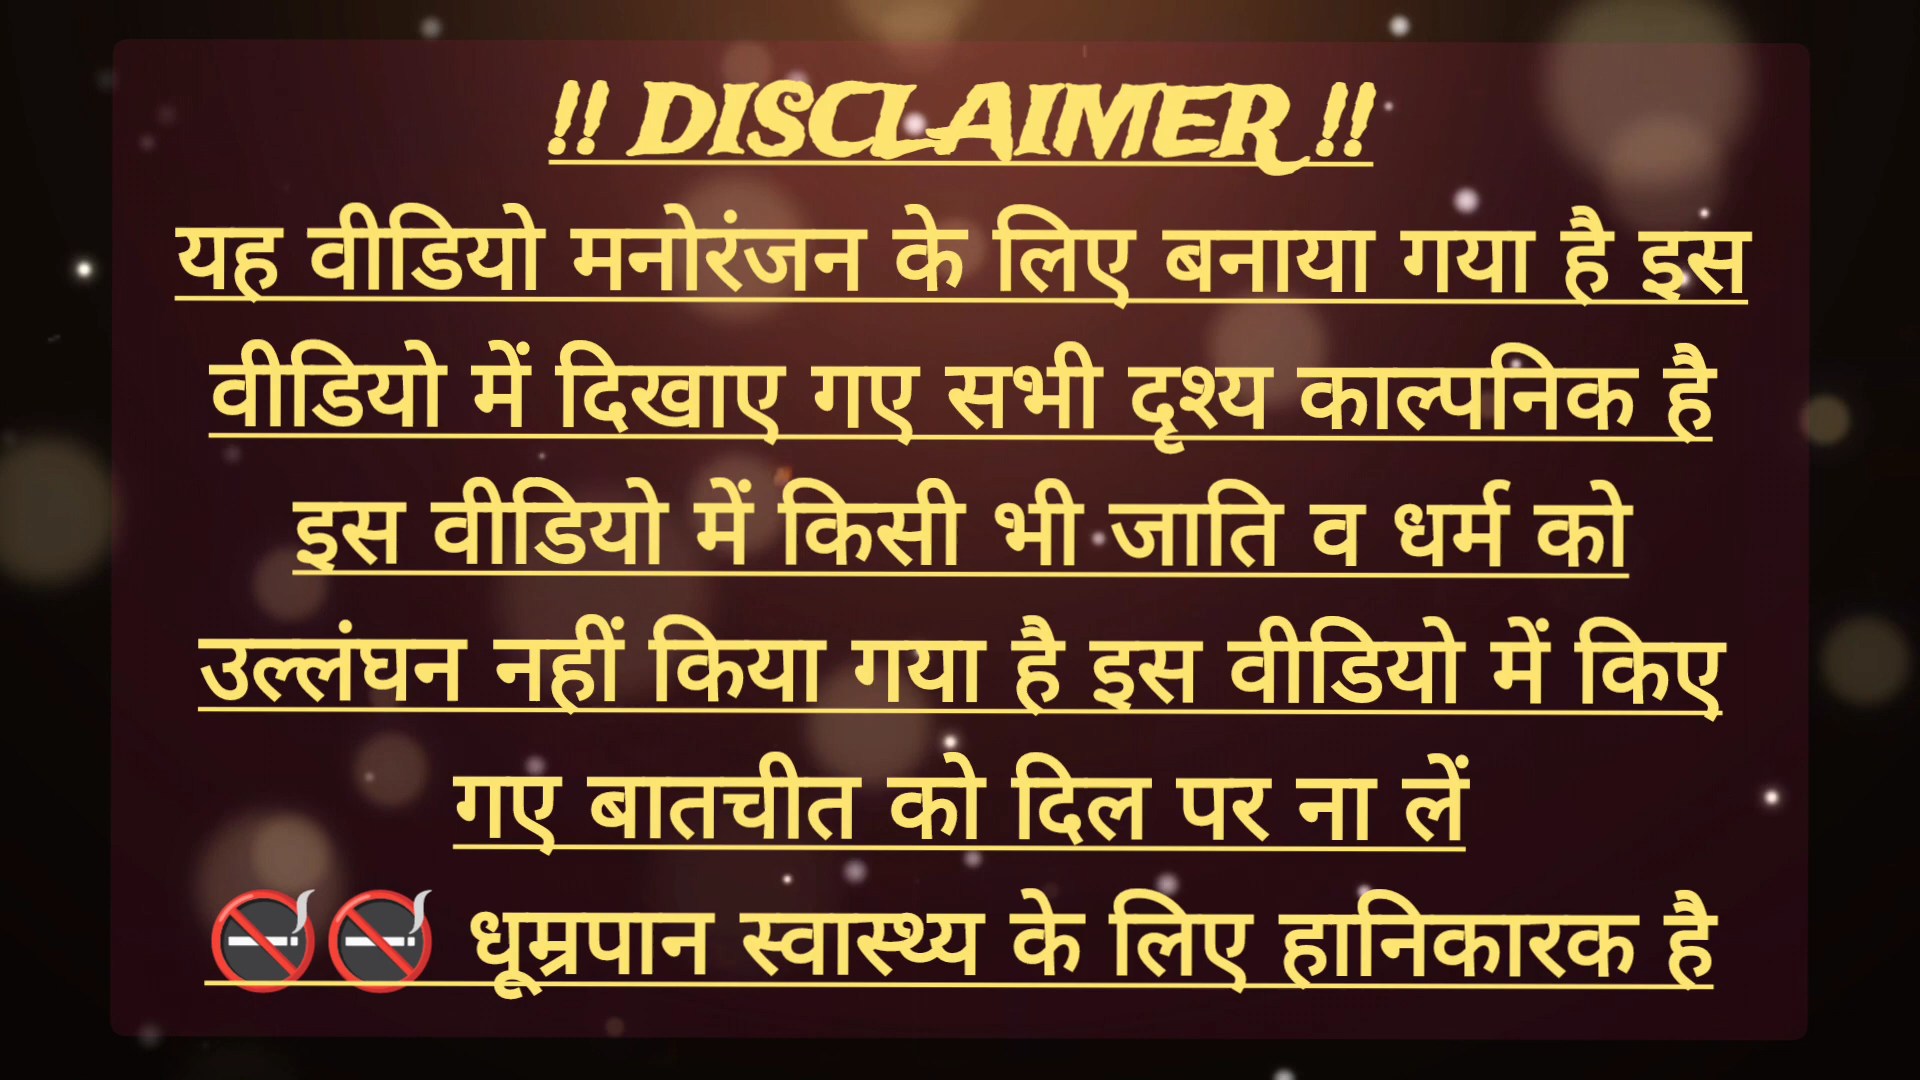 !! DISCLAIMER !!
यह वीडियो मनोरंजन के लिए बनाया गया है इस
वीडियो में दिखाए गए सभी दृश्य काल्पनिक है
इस वीडियो में किसी भी जाति व धर्म को
उल्लंघन नहीं किया गया है इस वीडियो में किए
गए बातचीत को दिल पर ना लें
🚭🚭 धूम्रपान स्वास्थ्य के लिए हानिकारक है